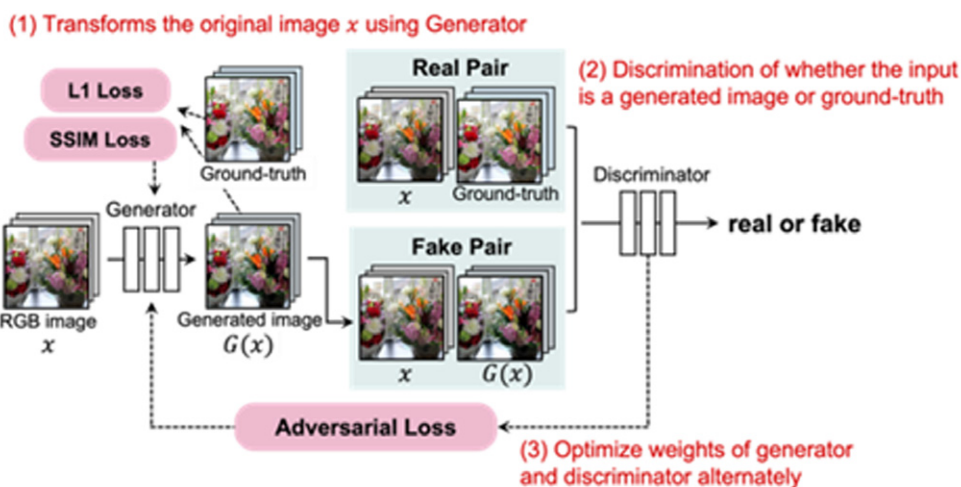 (1) Transforms the original image x using Generator
L1 Loss
SSIM Loss
Ground-truth
Generator
RGB image
x
Generated image
G(x)
Real Pair
x
Ground-truth
Fake Pair
x
G(x)
(2) Discrimination of whether the input
is a generated image or ground-truth
Discriminator
real or fake
Adversarial Loss
(3) Optimize weights of generator
and discriminator alternately